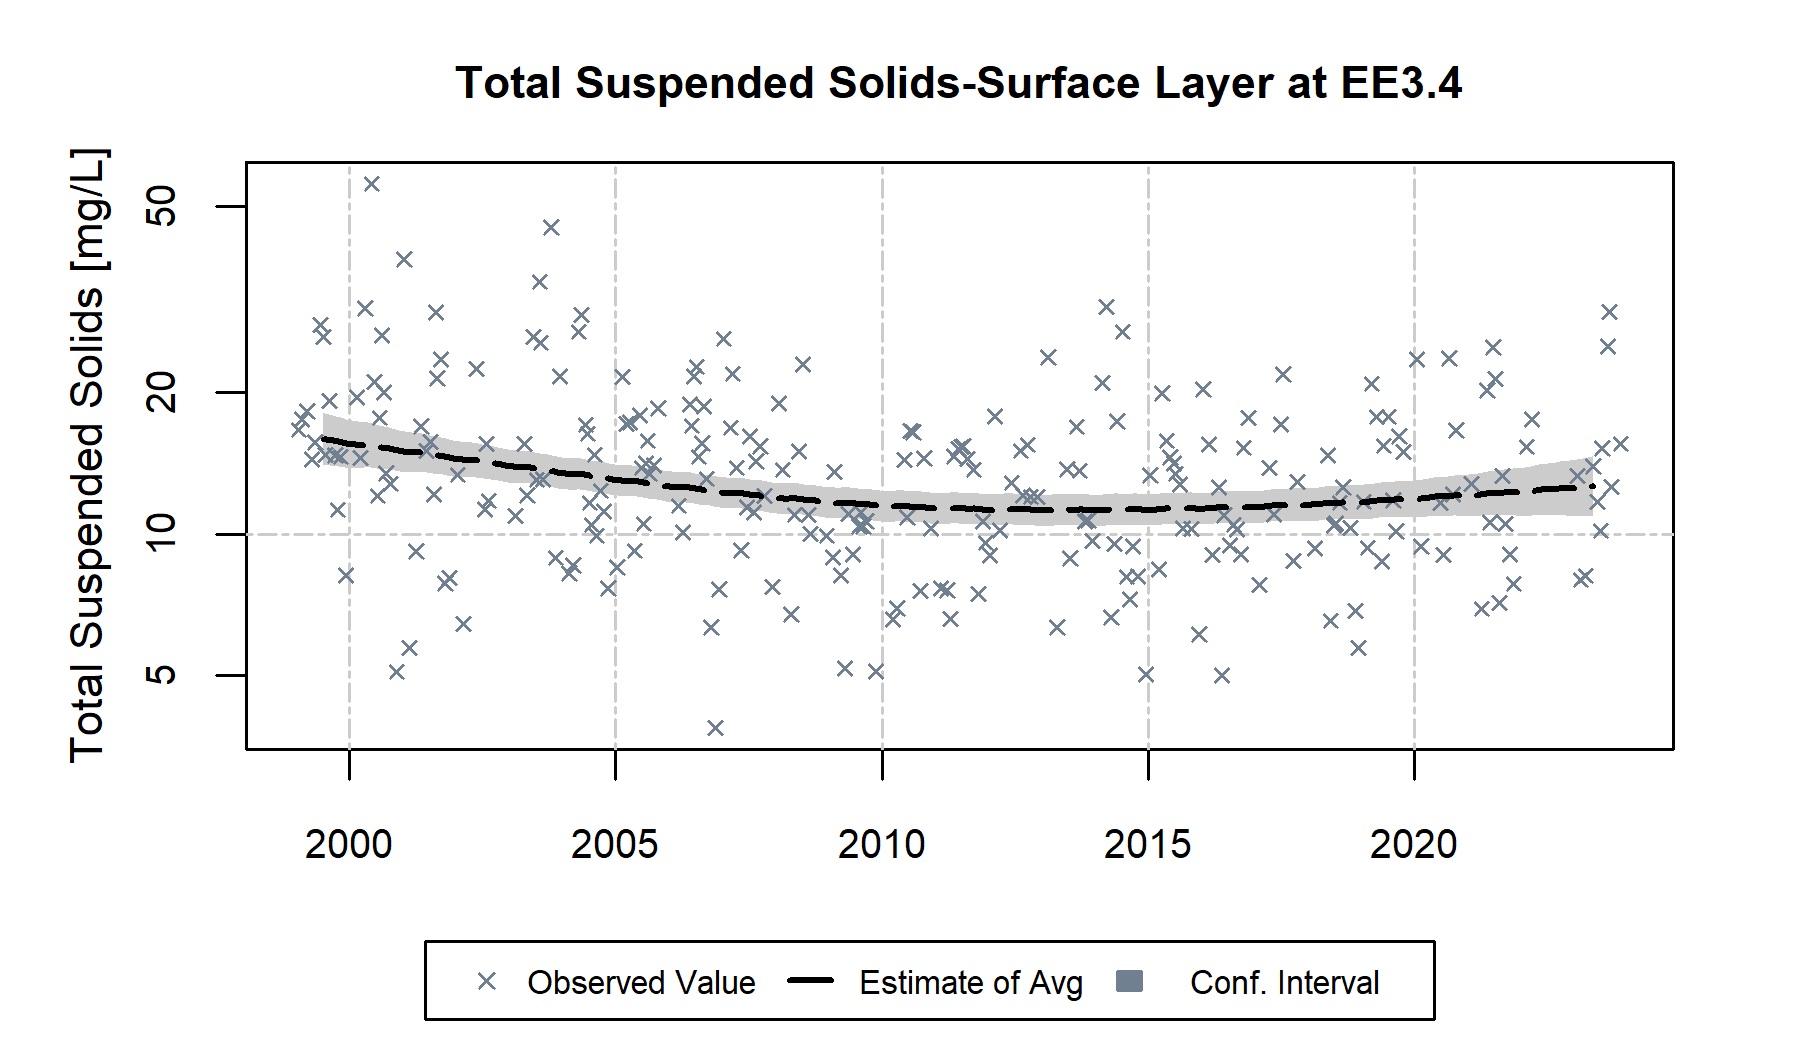 Total Suspended Solids-Surface Layer at EE3.4
Total Suspended Solids [mg/L]
50
20
10
5
2000 2005 2010 2015 2020
Observed Value Estimate of Avg Conf. Interval